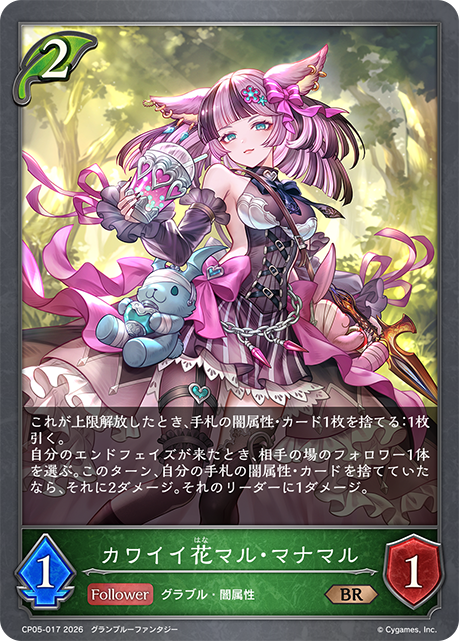 2
これが上限解放したとき、手札の闇属性・カード1枚を捨てる：1枚
引く。
自分のエンドフェイズが来たとき、相手の場のフォロワー1体
を選ぶ。このターン、自分の手札の闇属性・カードを捨てていた
なら、それに2ダメージ。それのリーダーに1ダメージ。
はな
カワイイ花マル・マナマル
1
Follower
グラブル・闇属性
BR
1
CP05-017 2026 グランブルーファンタジー
© Cygames, Inc.